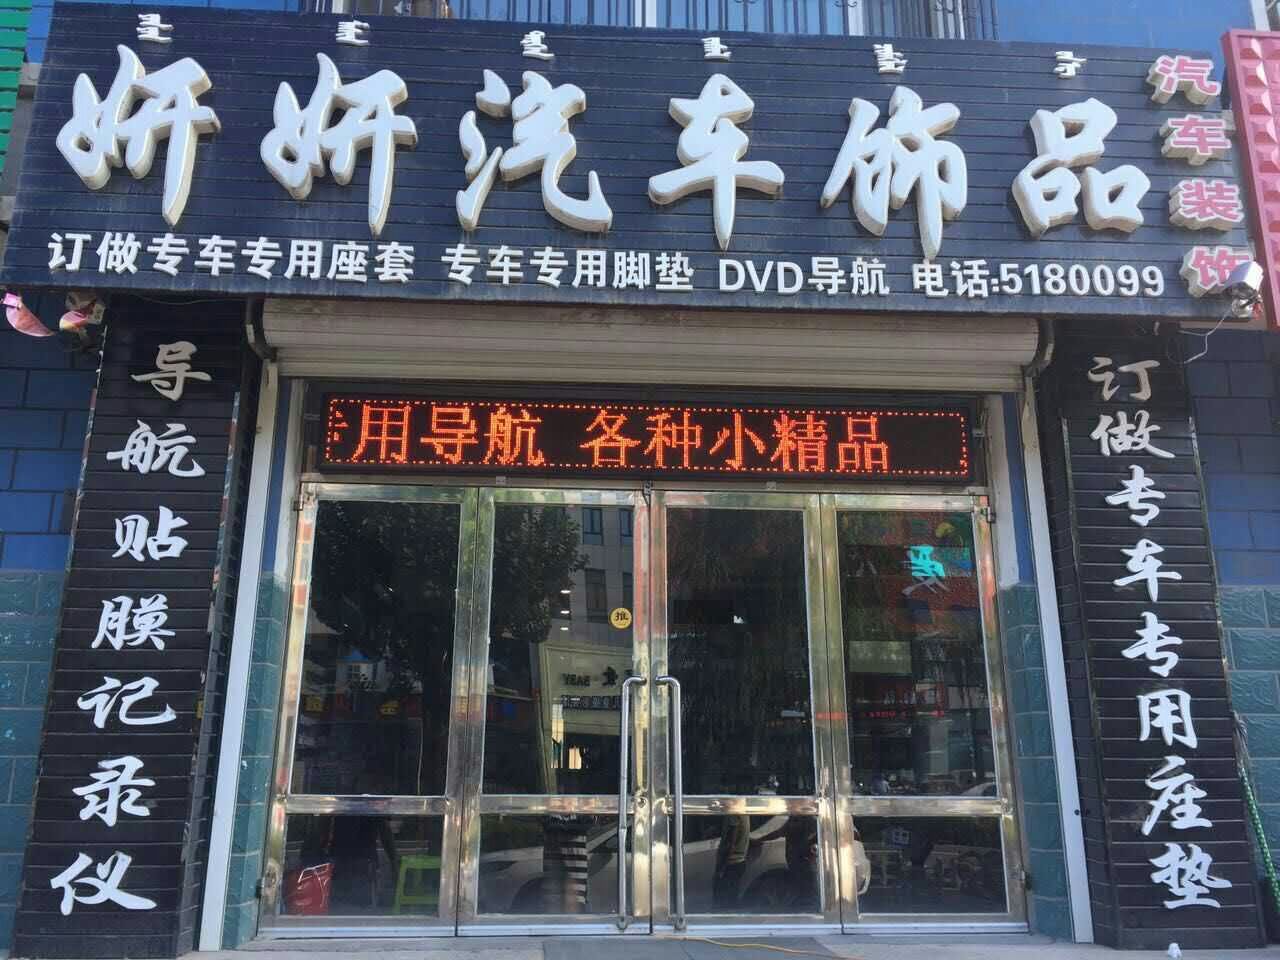 妍妍汽车饰品
汽车装饰
订做专车专用座套 专车专用脚垫 DVD导航 电话:5180099
用导航 各种小精品
导航贴膜记录仪
订做专车专用座垫
推